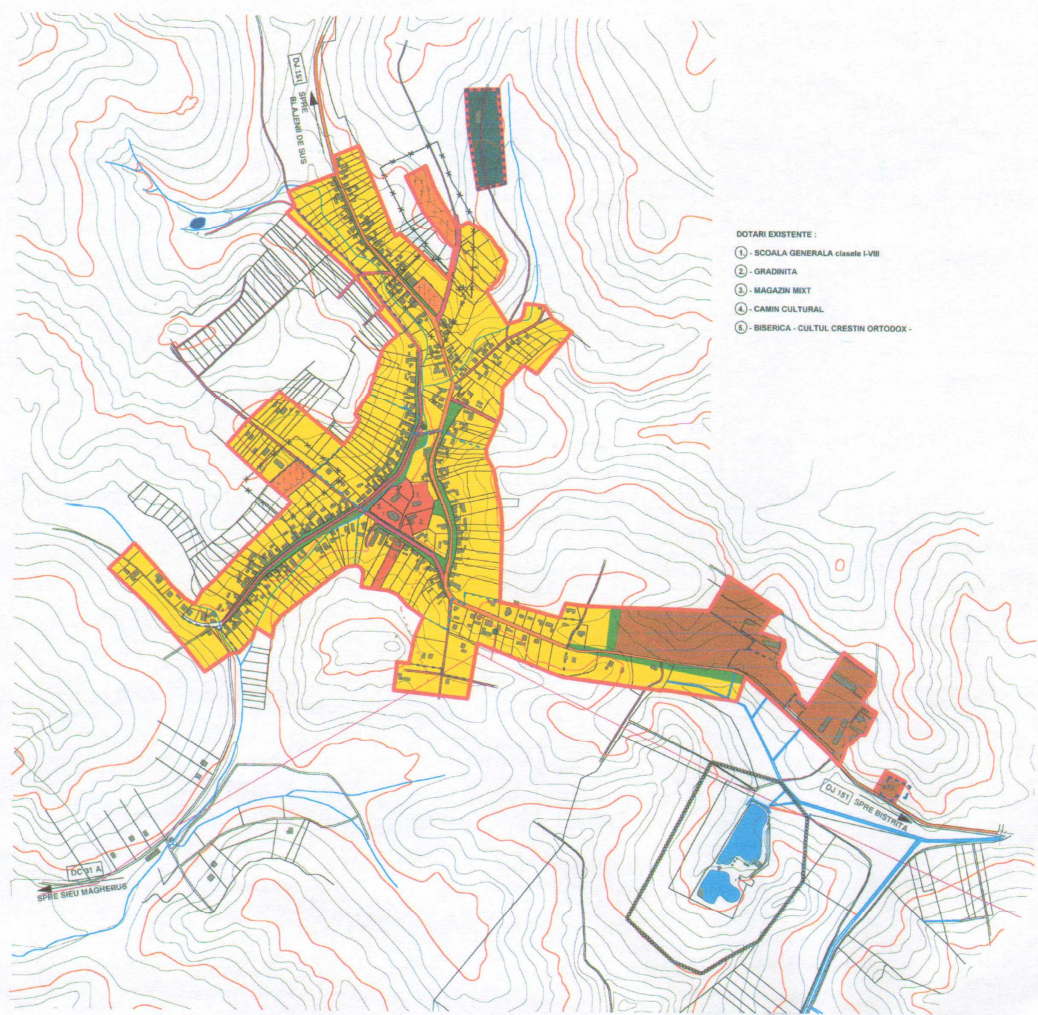 DJ 151 SPRE
BLAJENII DE SUS
DOTARI EXISTENTE :
1. - SCOALA GENERALA clasele I-VIII
2. - GRADINITA
3. - MAGAZIN MIXT
4. - CAMIN CULTURAL
5. - BISERICA - CULTUL CRESTIN ORTODOX -
DJ 151 SPRE BISTRITA
DC 31 A
SPRE SIEU MAGHERUS